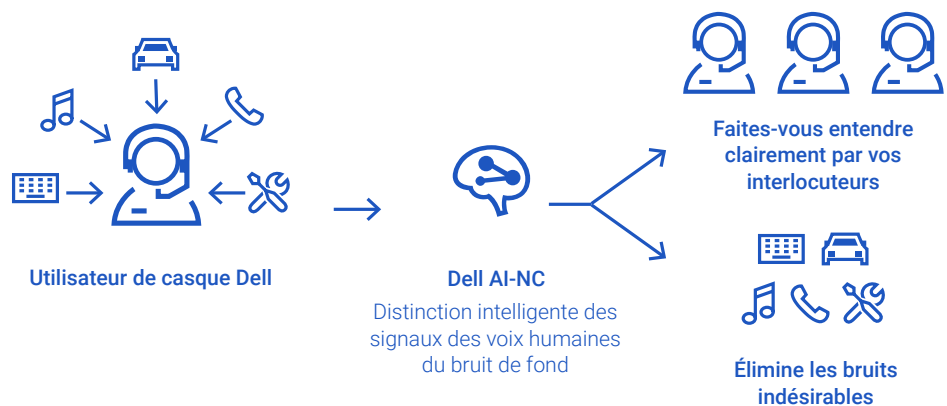 Utilisateur de casque Dell
Dell AI-NC
Distinction intelligente des
signaux des voix humaines
du bruit de fond
Faites-vous entendre
clairement par vos
interlocuteurs
Élimine les bruits
indésirables